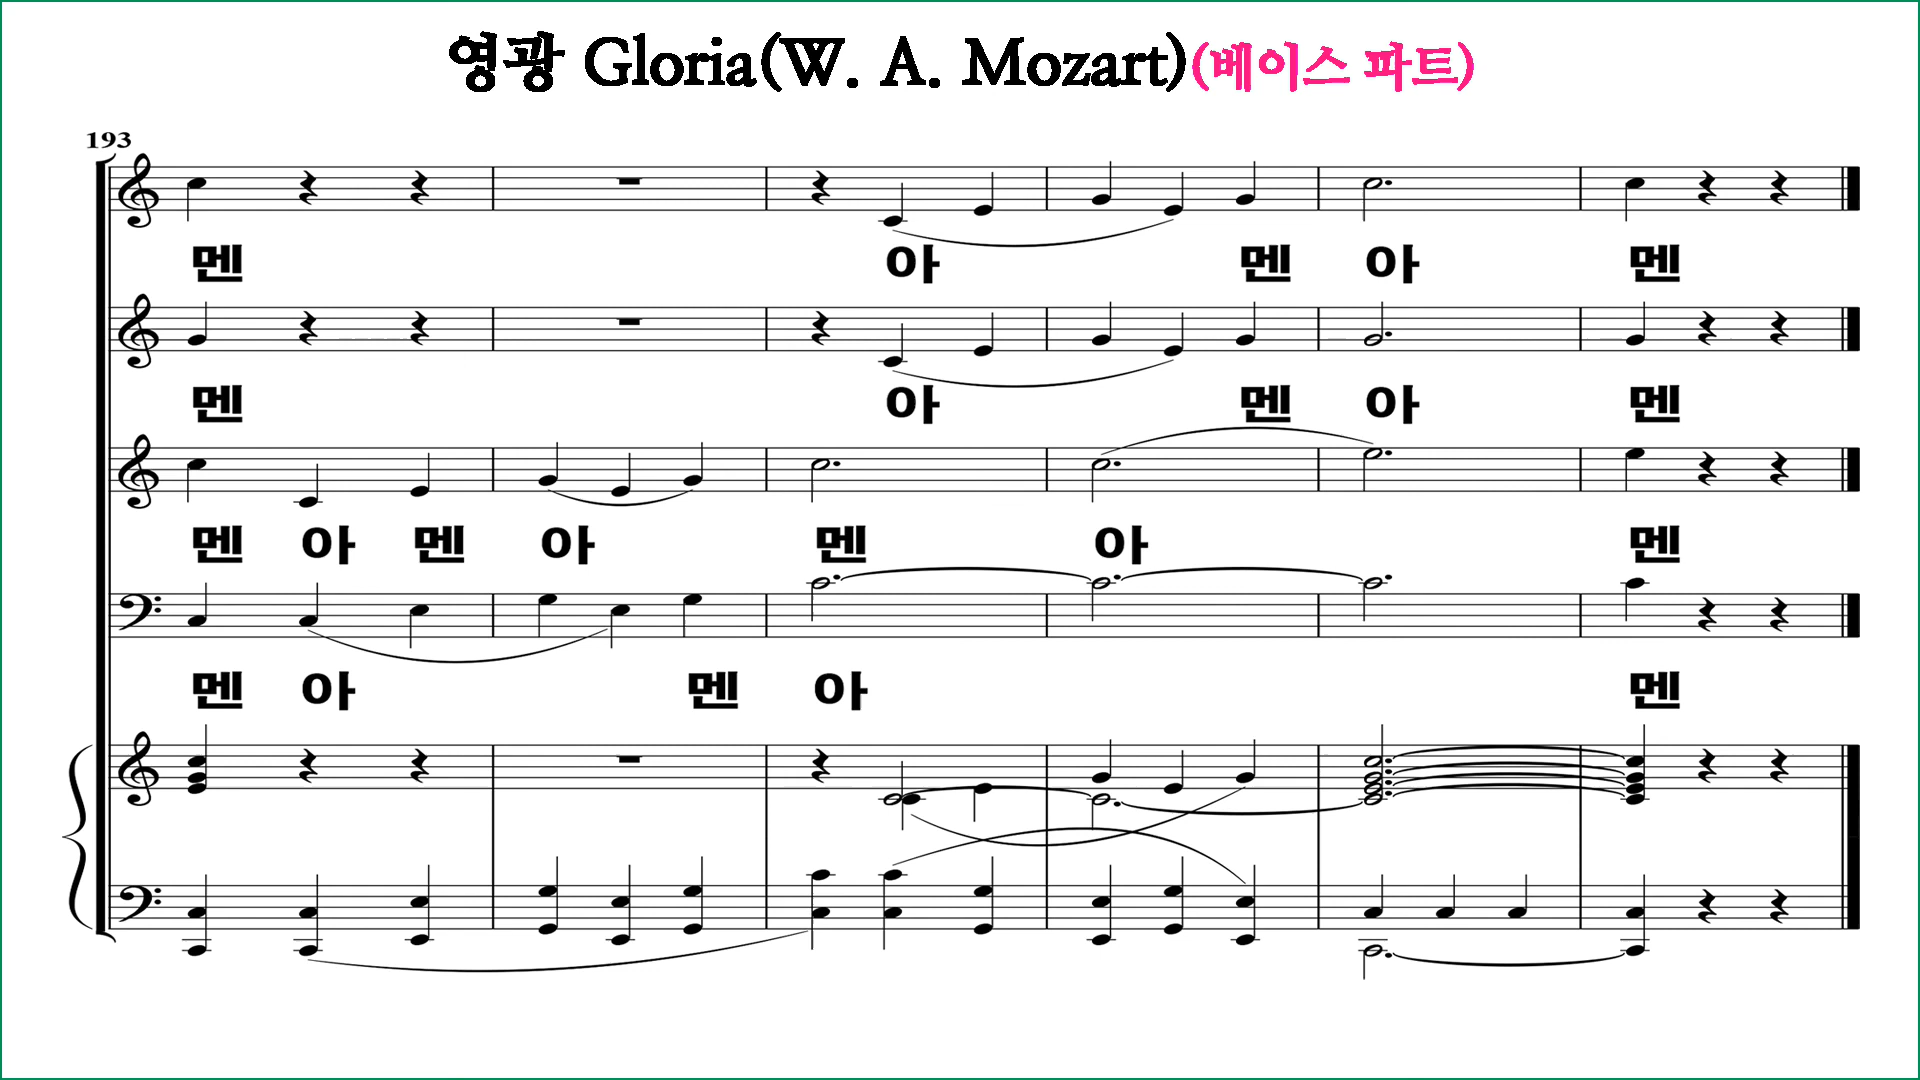 영광 Gloria(W. A. Mozart)(베이스 파트)
193
멘 아 멘 아 멘
멘 아 멘 아 멘
멘 아 멘 아 멘 아 멘
멘 아 멘 아 멘